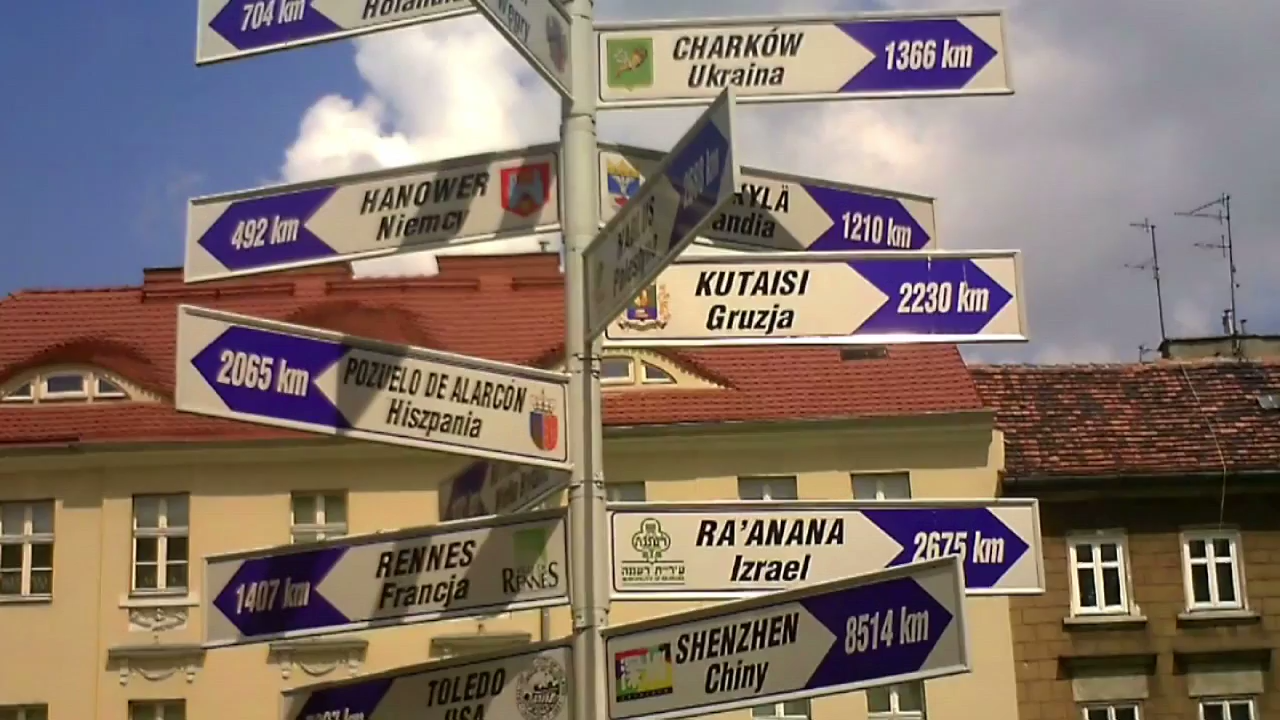 704 km
CHARKÓW
Ukraina
1366 km
HANOWER
Niemcy
492 km
1210 km
KUTAISI
Gruzja
2230 km
2065 km
POZUELO DE ALARCÓN
Hiszpania
RA'ANANA
Izrael
2675 km
עיריית רעננה
RENNES
Francja
1407 km
RENNES
SHENZHEN
Chiny
8514 km
TOLEDO
USA